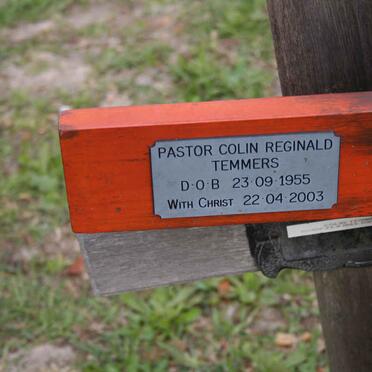 PASTOR COLIN REGINALD
TEMMERS
D·O·B 23·09·1955
WITH CHRIST 22·04·2003